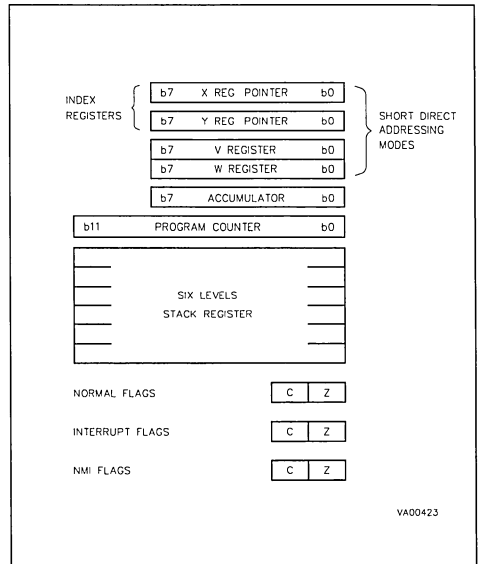 INDEX
REGISTERS
b7 X REG POINTER b0
b7 Y REG POINTER b0
b7 V REGISTER b0
b7 W REGISTER b0
SHORT DIRECT
ADDRESSING
MODES
b7 ACCUMULATOR b0
b11 PROGRAM COUNTER b0
SIX LEVELS
STACK REGISTER
NORMAL FLAGS C Z
INTERRUPT FLAGS C Z
NMI FLAGS C Z
VA00423